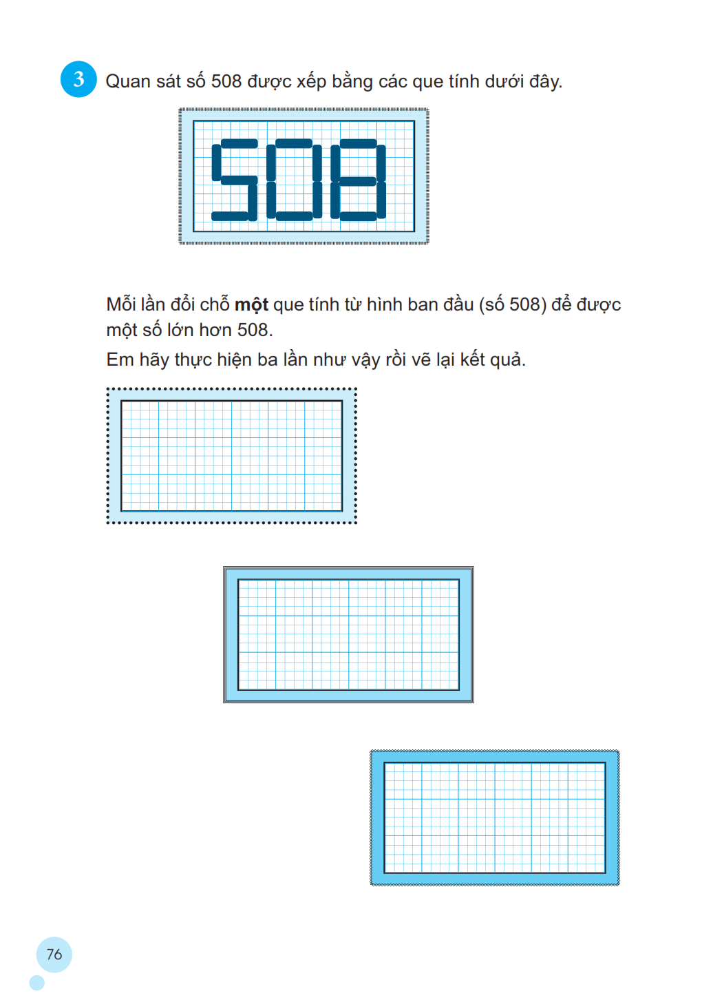 3 Quan sát số 508 được xếp bằng các que tính dưới đây.
508
Mỗi lần đổi chỗ một que tính từ hình ban đầu (số 508) để được
một số lớn hơn 508.
Em hãy thực hiện ba lần như vậy rồi vẽ lại kết quả.
76